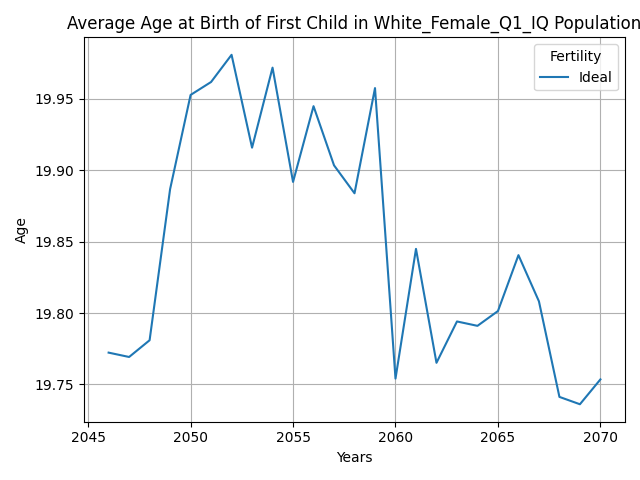 Average Age at Birth of First Child in White_Female_Q1_IQ Population
Fertility
Ideal
19.95
19.90
19.85
19.80
19.75
Age
2045
2050
2055
2060
2065
2070
Years